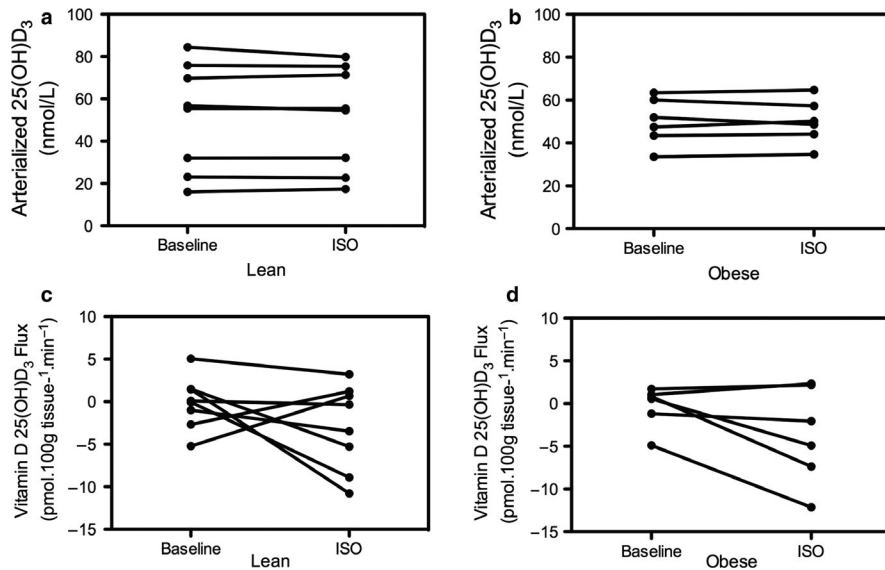 a
Arterialized 25(OH)D₃
(nmol/L)
100
80
60
40
20
0
Baseline
ISO
Lean
b
Arterialized 25(OH)D₃
(nmol/L)
100
80
60
40
20
0
Baseline
ISO
Obese
c
Vitamin D 25(OH)D₃ Flux
(pmol.100g tissue-¹.min⁻¹)
10
5
0
−5
−10
−15
Baseline
ISO
Lean
d
Vitamin D 25(OH)D₃ Flux
(pmol.100g tissue-¹.min⁻¹)
10
5
0
−5
−10
−15
Baseline
ISO
Obese